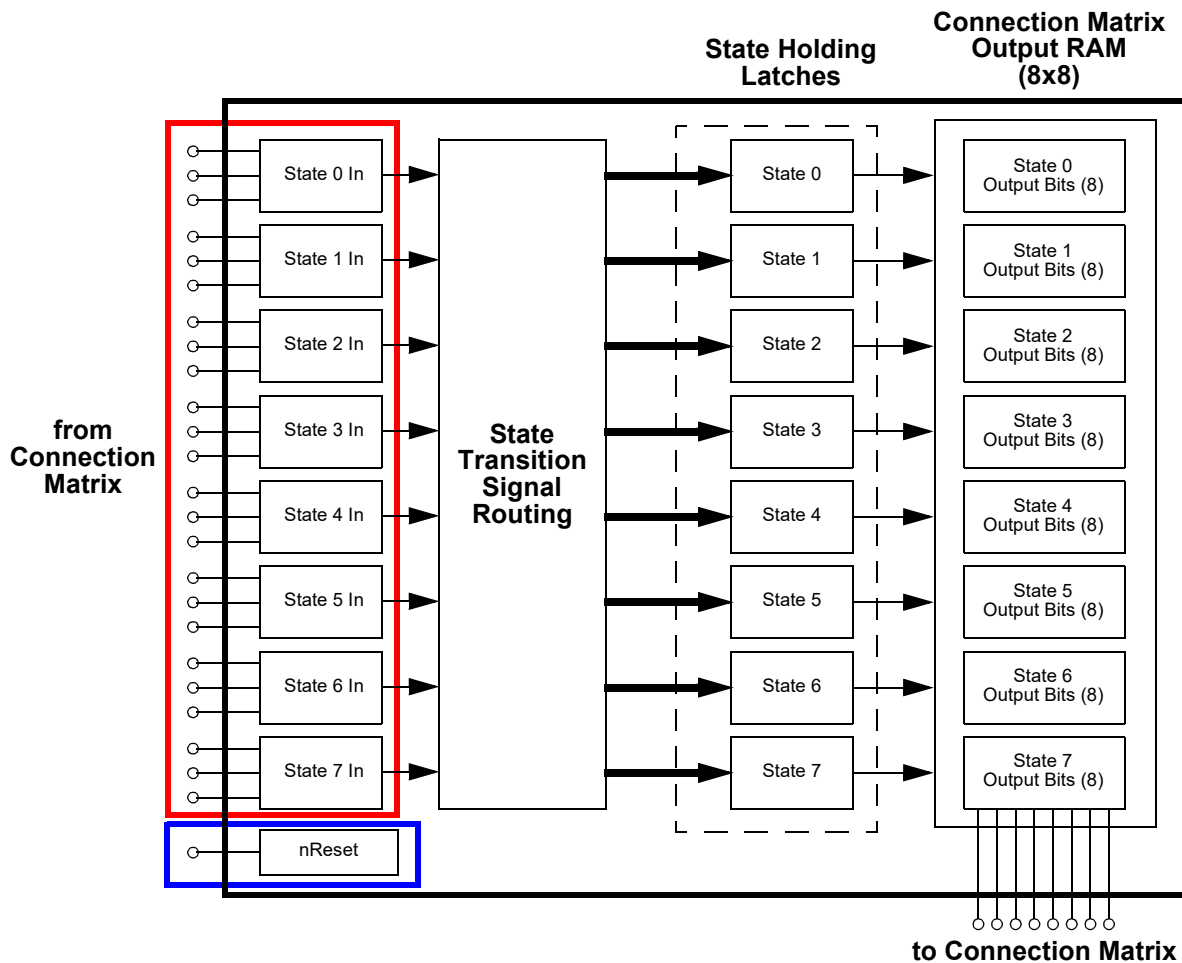 Connection Matrix
Output RAM
(8x8)
State Holding
Latches
from
Connection
Matrix
State 0 In
State 1 In
State 2 In
State 3 In
State 4 In
State 5 In
State 6 In
State 7 In
nReset
State
Transition
Signal
Routing
State 0
State 1
State 2
State 3
State 4
State 5
State 6
State 7
State 0
Output Bits (8)
State 1
Output Bits (8)
State 2
Output Bits (8)
State 3
Output Bits (8)
State 4
Output Bits (8)
State 5
Output Bits (8)
State 6
Output Bits (8)
State 7
Output Bits (8)
to Connection Matrix